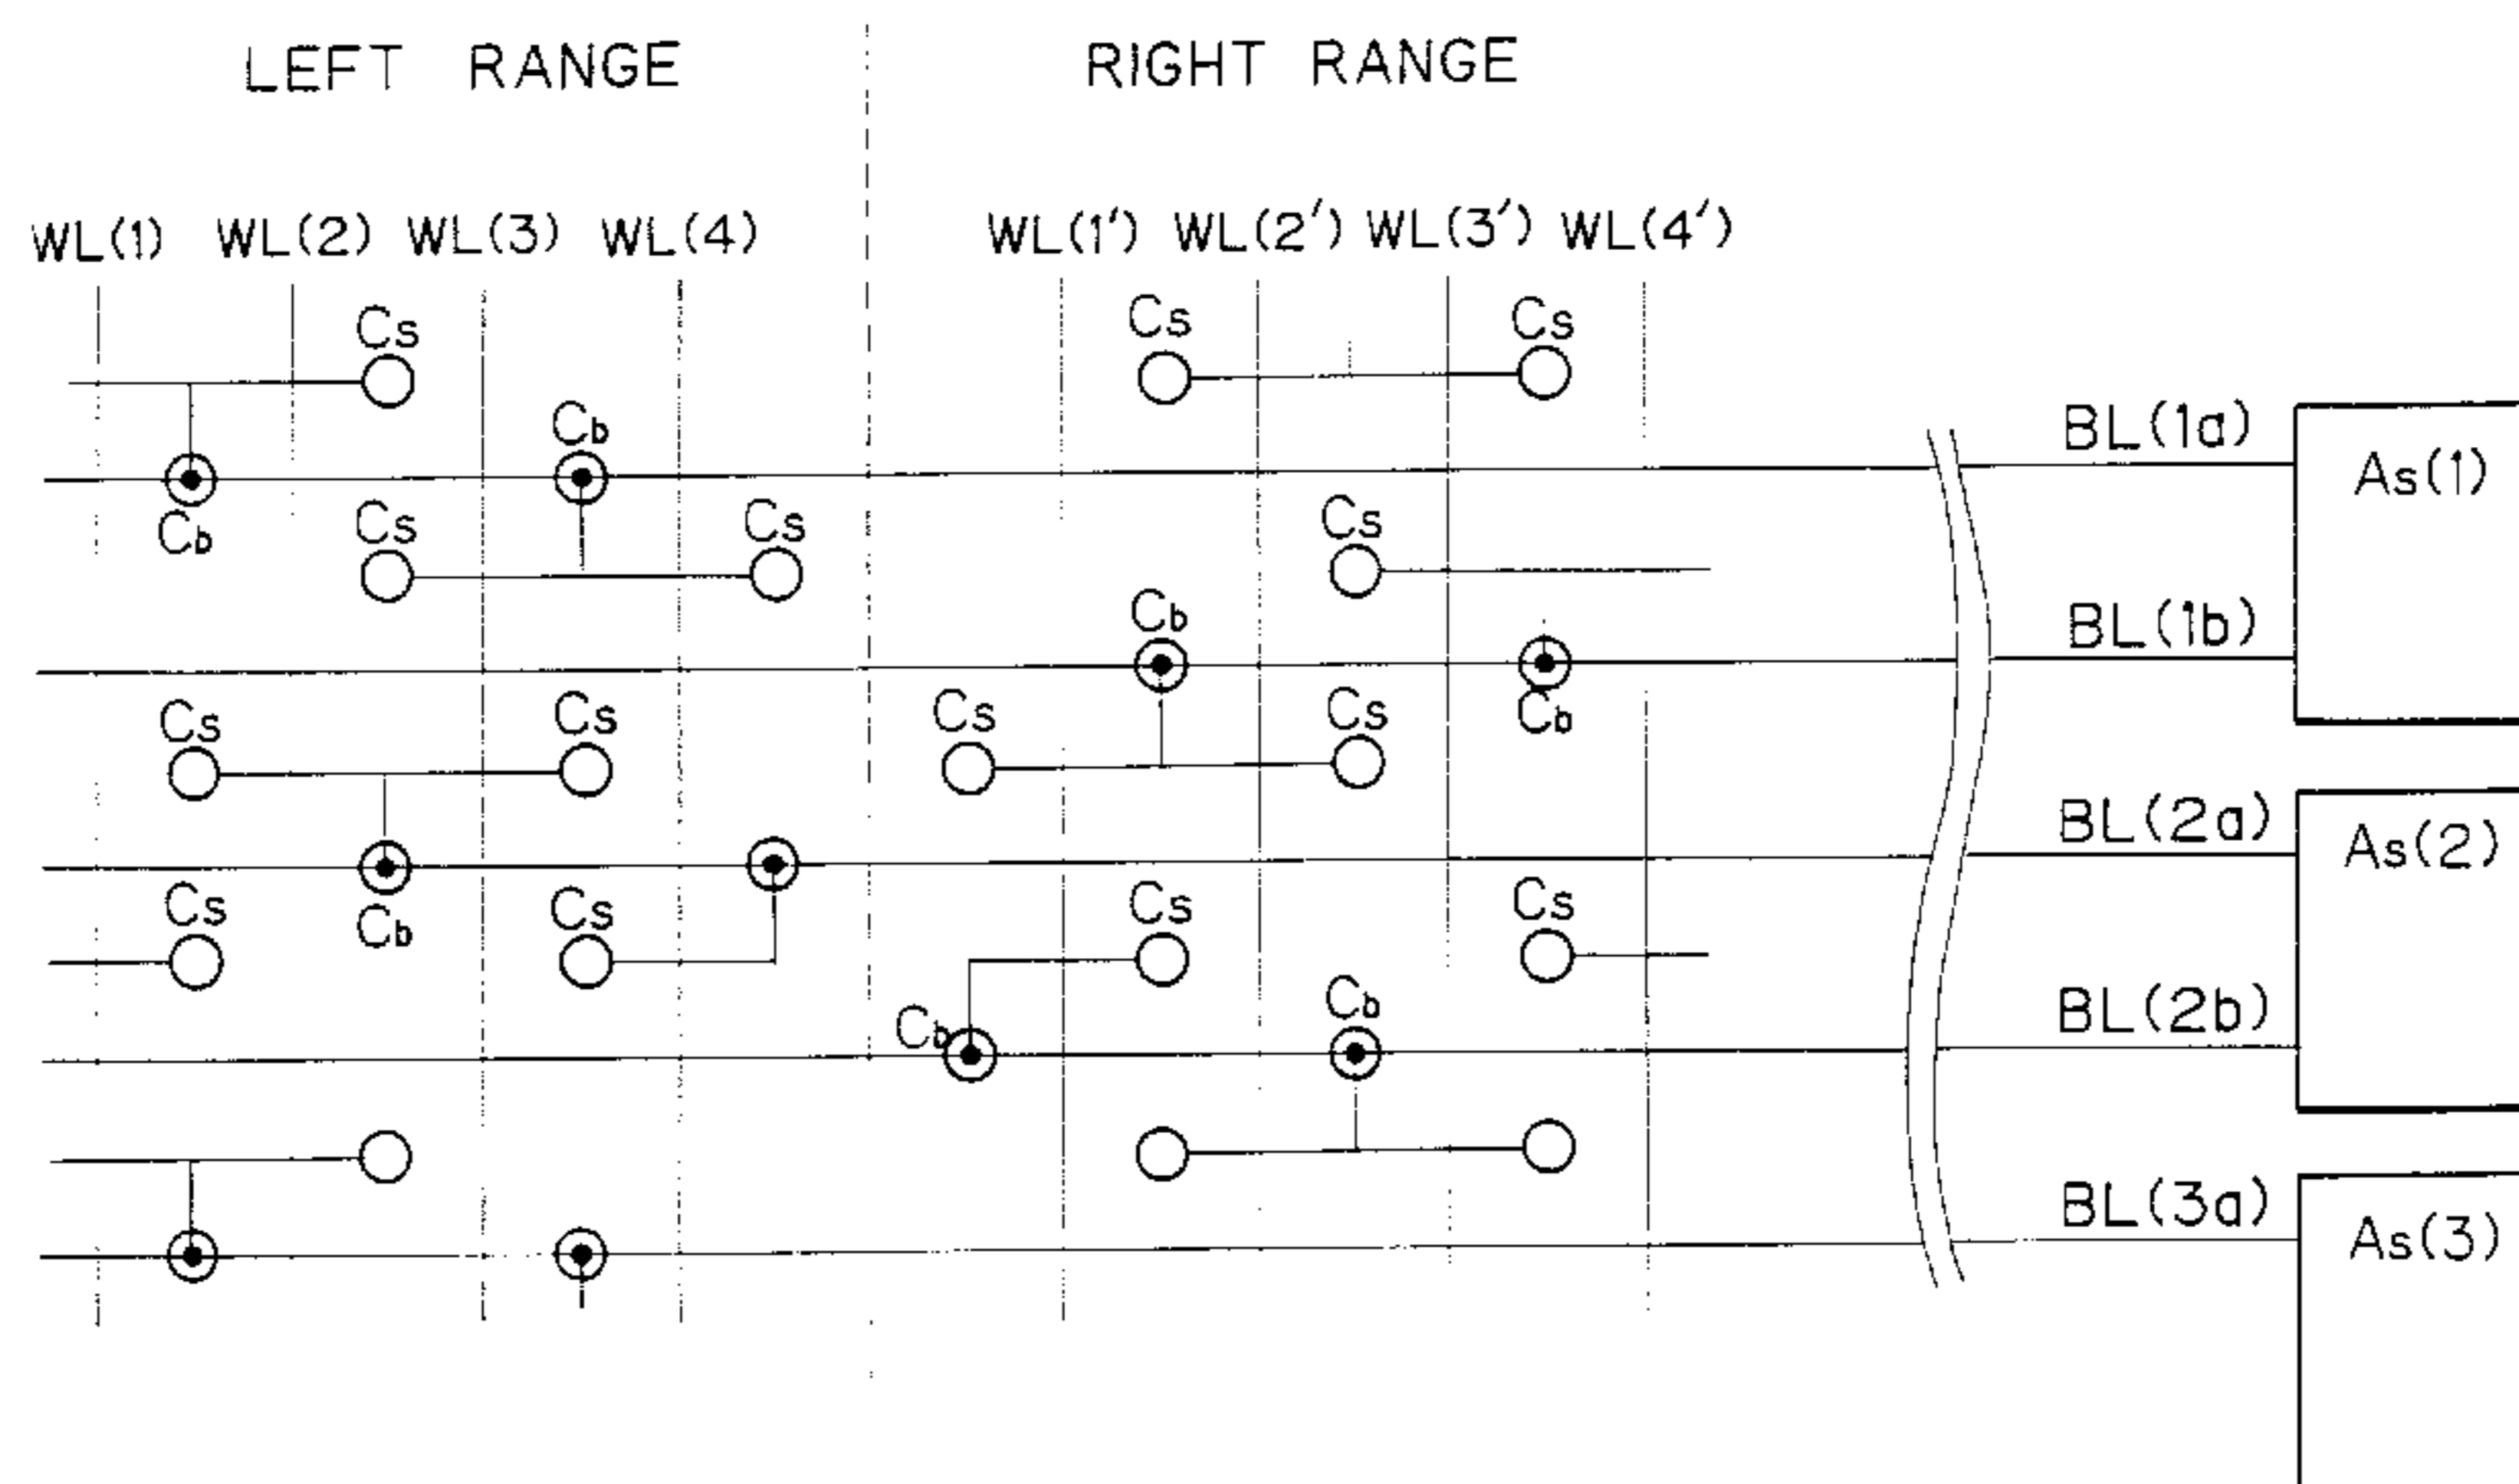 LEFT RANGE RIGHT RANGE
WL(1) WL(2) WL(3) WL(4) WL(1') WL(2') WL(3') WL(4')
Cs Cs Cs
Cb BL(1a)
As(1)
Cb Cs Cs Cs
Cb BL(1b)
Cs Cs Cs Cs Cb
BL(2a)
As(2)
Cs Cb Cs Cs Cs
Cb Cb BL(2b)
BL(3a)
As(3)